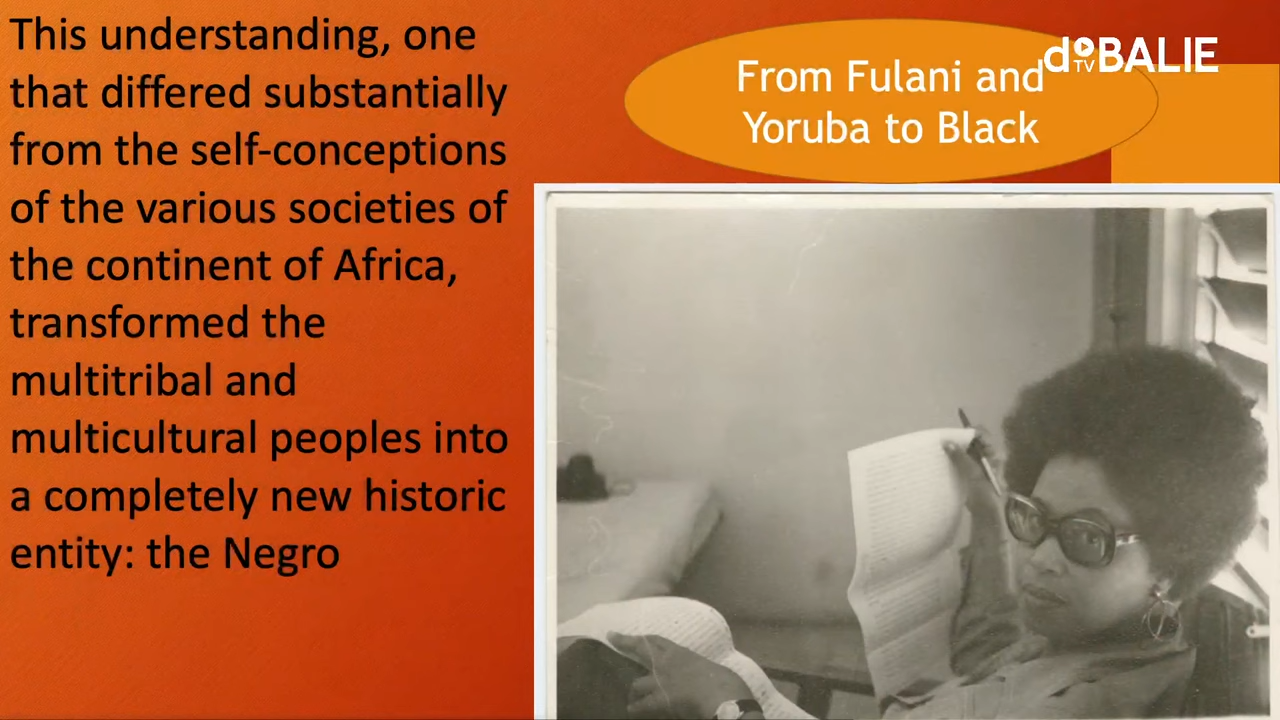 This understanding, one
that differed substantially
from the self-conceptions
of the various societies of
the continent of Africa,
transformed the
multitribal and
multicultural peoples into
a completely new historic
entity: the Negro
From Fulani and
Yoruba to Black
dBALIE
TV